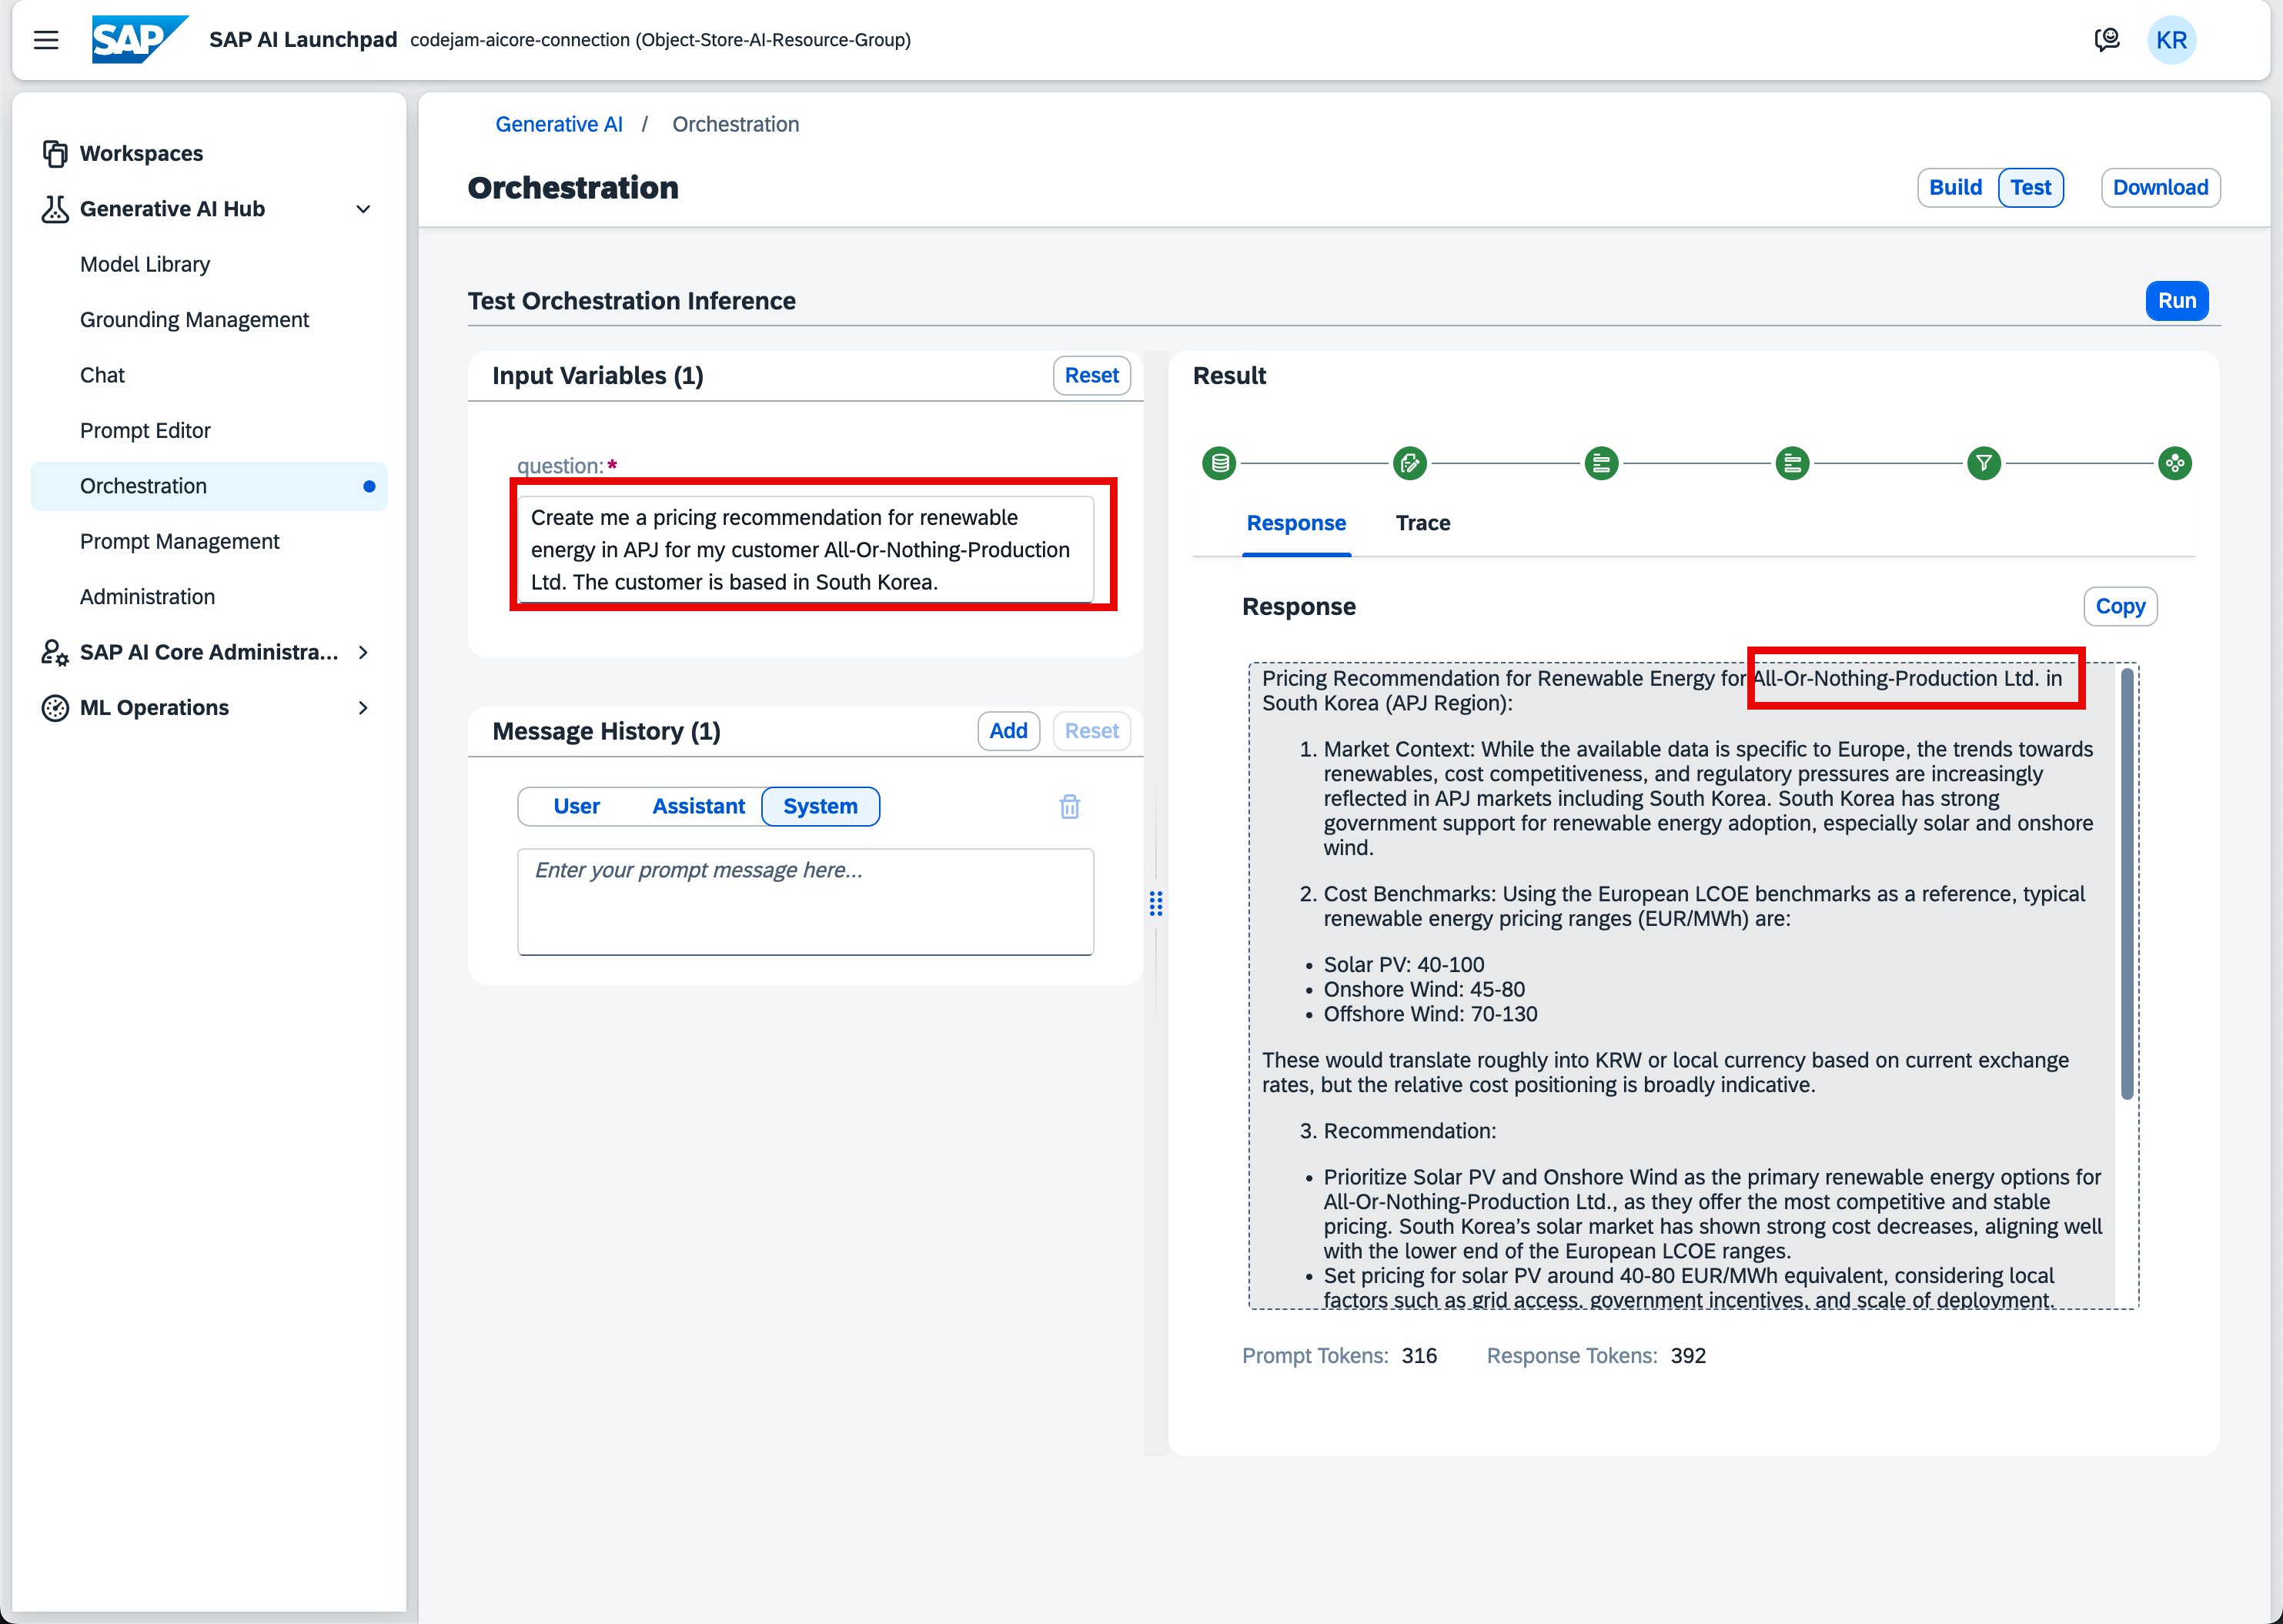 SAP SAP AI Launchpad codejam-aicore-connection (Object-Store-AI-Resource-Group) KR
Workspaces
Generative AI Hub
Model Library
Grounding Management
Chat
Prompt Editor
Orchestration
Prompt Management
Administration
SAP AI Core Administra...
ML Operations
Generative AI / Orchestration
Orchestration
Build Test Download
Test Orchestration Inference
Run
Input Variables (1)
Reset
question:*
Create me a pricing recommendation for renewable
energy in APJ for my customer All-Or-Nothing-Production
Ltd. The customer is based in South Korea.
Message History (1)
Add Reset
User Assistant System
Enter your prompt message here...
Result
Response Trace
Response
Copy
Pricing Recommendation for Renewable Energy for All-Or-Nothing-Production Ltd. in
South Korea (APJ Region):
1. Market Context: While the available data is specific to Europe, the trends towards
renewables, cost competitiveness, and regulatory pressures are increasingly
reflected in APJ markets including South Korea. South Korea has strong
government support for renewable energy adoption, especially solar and onshore
wind.
2. Cost Benchmarks: Using the European LCOE benchmarks as a reference, typical
renewable energy pricing ranges (EUR/MWh) are:
• Solar PV: 40-100
• Onshore Wind: 45-80
• Offshore Wind: 70-130
These would translate roughly into KRW or local currency based on current exchange
rates, but the relative cost positioning is broadly indicative.
3. Recommendation:
• Prioritize Solar PV and Onshore Wind as the primary renewable energy options for
All-Or-Nothing-Production Ltd., as they offer the most competitive and stable
pricing. South Korea's solar market has shown strong cost decreases, aligning well
with the lower end of the European LCOE ranges.
• Set pricing for solar PV around 40-80 EUR/MWh equivalent, considering local
factors such as grid access, government incentives, and scale of deployment.
Prompt Tokens: 316 Response Tokens: 392